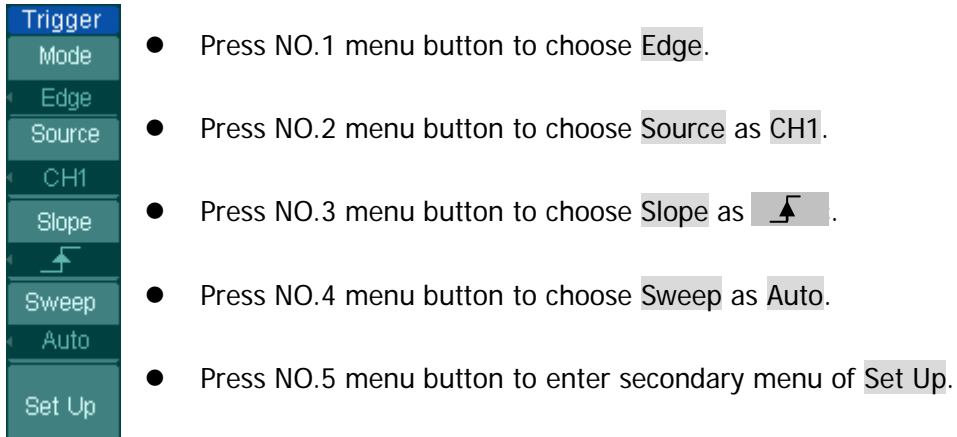 Trigger
Mode
Edge
Source
CH1
Slope
Sweep
Auto
Set Up
● Press NO.1 menu button to choose Edge.
● Press NO.2 menu button to choose Source as CH1.
● Press NO.3 menu button to choose Slope as .
● Press NO.4 menu button to choose Sweep as Auto.
● Press NO.5 menu button to enter secondary menu of Set Up.